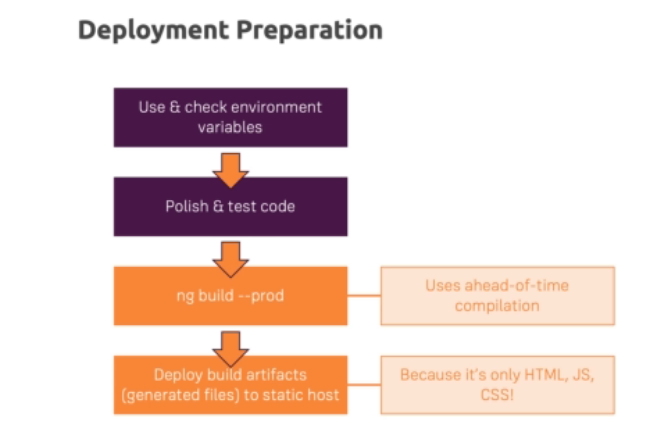 Deployment Preparation
Use & check environment
variables
Polish & test code
ng build --prod
Uses ahead-of-time
compilation
Deploy build artifacts
(generated files) to static host
Because it's only HTML, JS,
CSS!